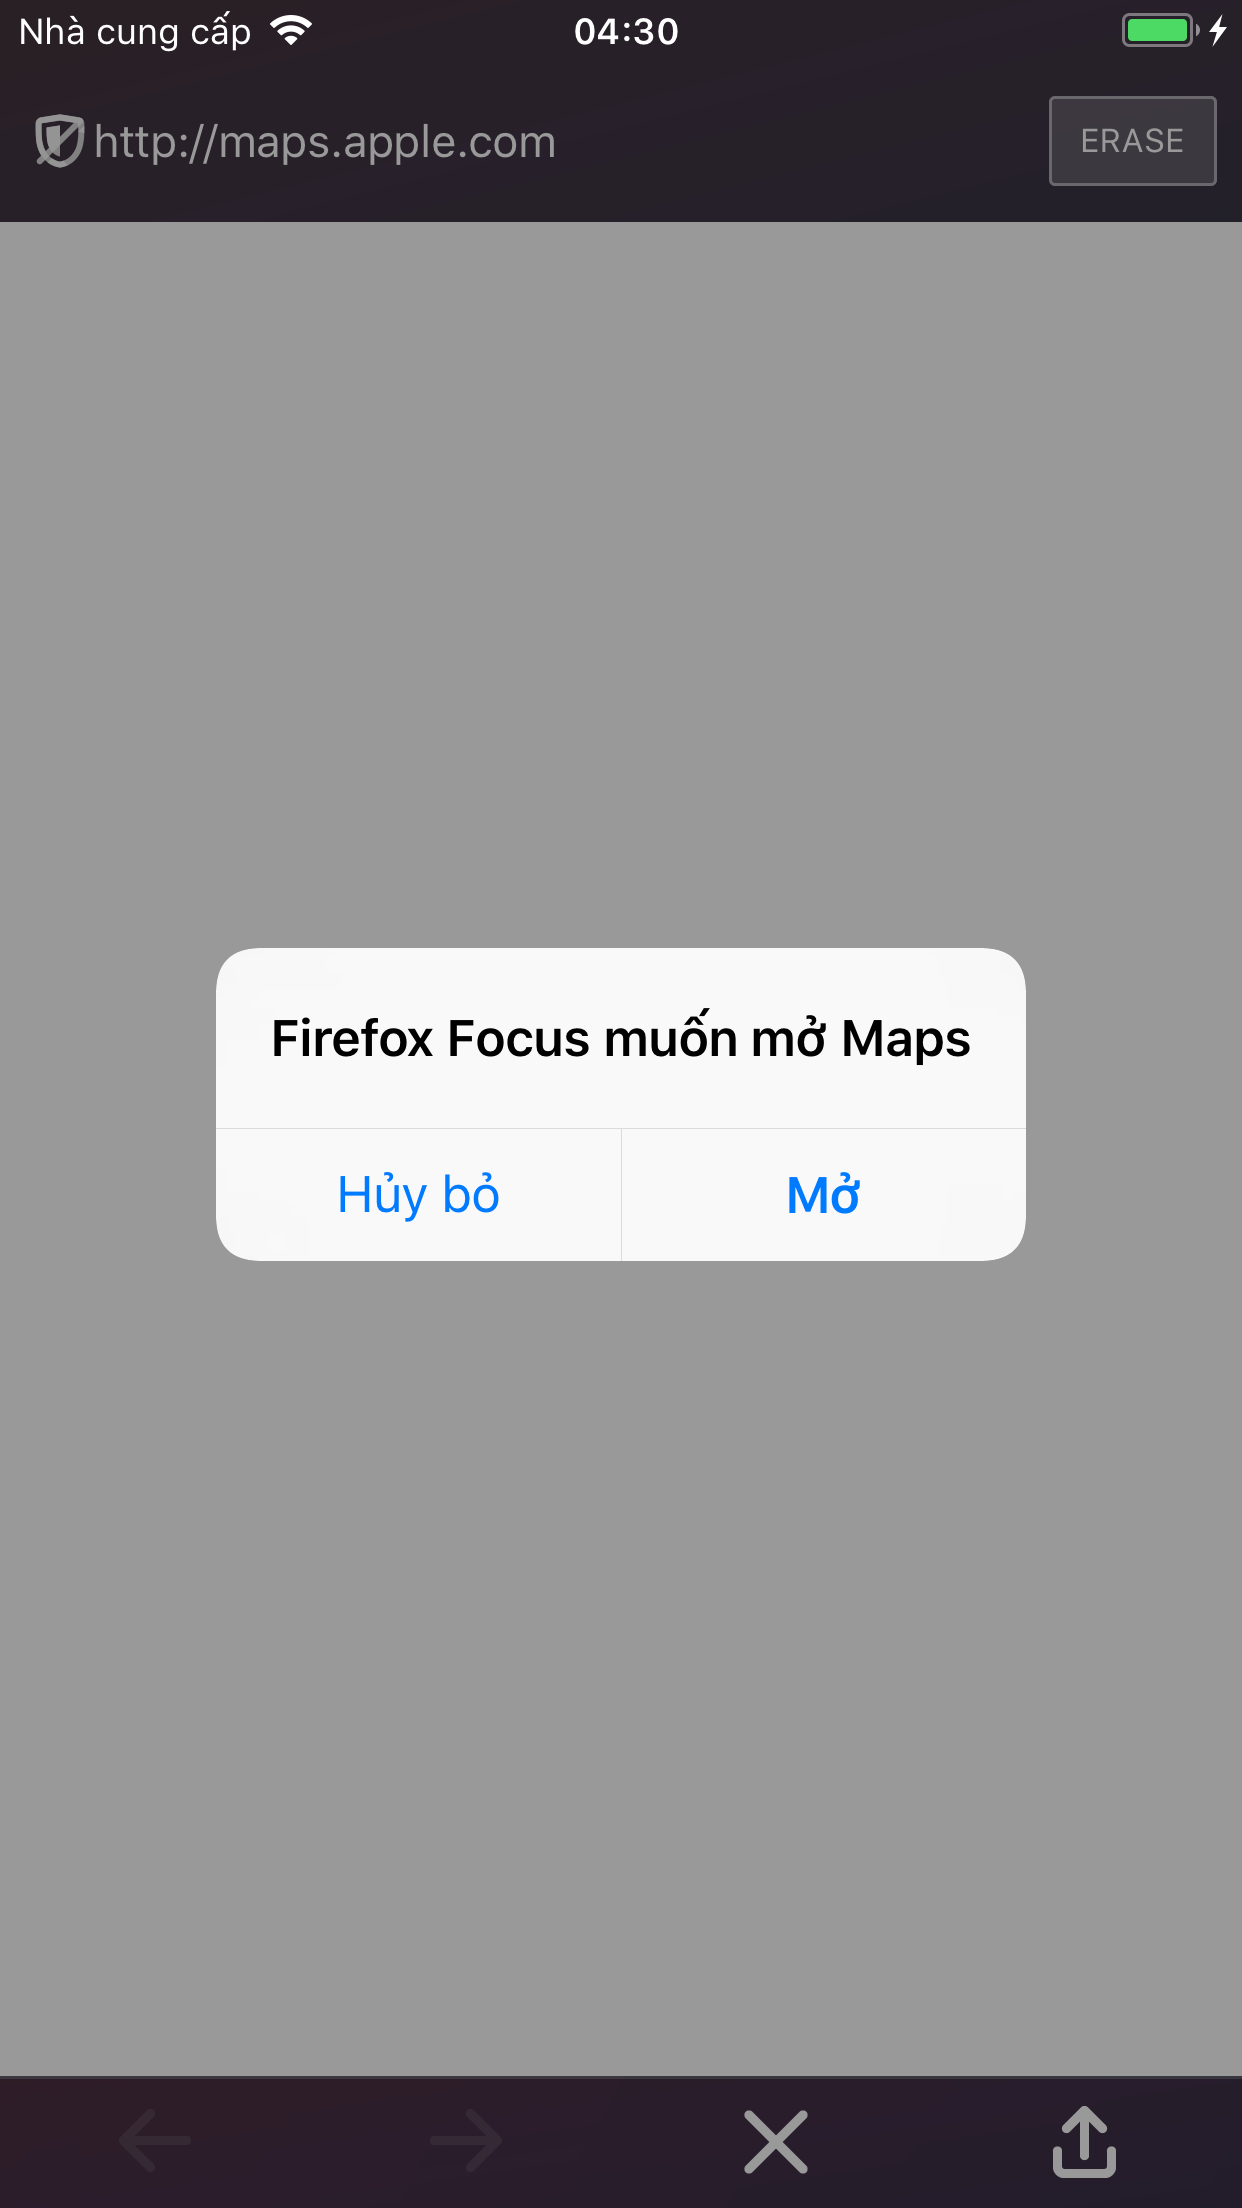 Nhà cung cấp 04:30
http://maps.apple.com ERASE
Firefox Focus muốn mở Maps
Hủy bỏ Mở